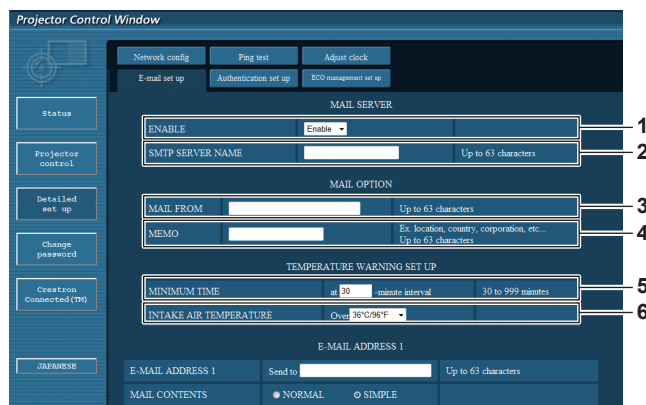 Projector Control Window
Network config Ping test Adjust clock
E-mail set up Authentication set up ECO management set up
Status
Projector
control
Detailed
set up
Change
password
Crestron
Connected(TM)
JAPANESE
MAIL SERVER
ENABLE Enable 1
SMTP SERVER NAME Up to 63 characters 2
MAIL OPTION
MAIL FROM Up to 63 characters 3
MEMO Ex. location, country, corporation, etc...
Up to 63 characters 4
TEMPERATURE WARNING SET UP
MINIMUM TIME at 30 -minute interval 30 to 999 minutes 5
INTAKE AIR TEMPERATURE Over 36°C/96°F 6
E-MAIL ADDRESS 1
E-MAIL ADDRESS 1 Send to Up to 63 characters
MAIL CONTENTS NORMAL SIMPLE